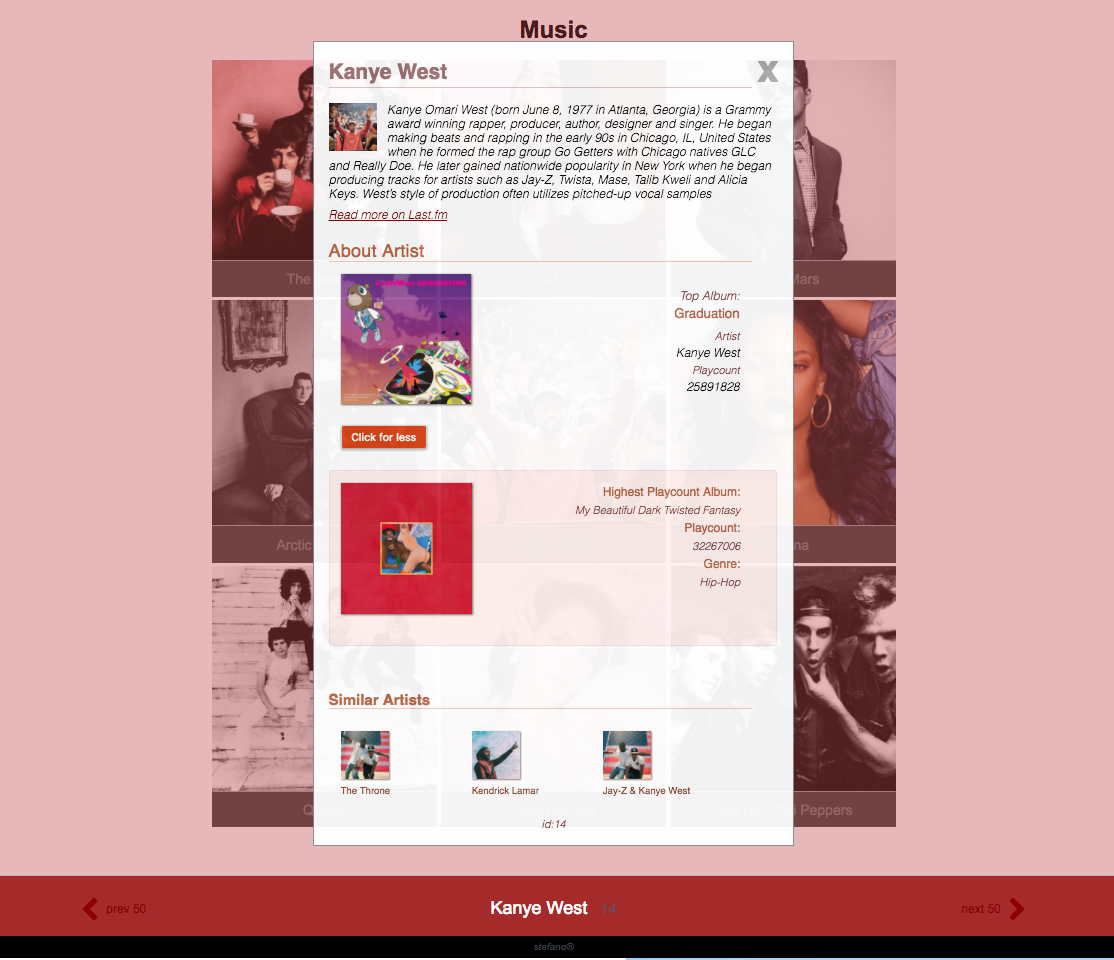 Music
Kanye West
X
Kanye Omari West (born June 8, 1977 in Atlanta, Georgia) is a Grammy
award winning rapper, producer, author, designer and singer. He began
making beats and rapping in the early 90s in Chicago, IL, United States
when he formed the rap group Go Getters with Chicago natives GLC
and Really Doe. He later gained nationwide popularity in New York when he began
producing tracks for artists such as Jay-Z, Twista, Mase, Talib Kweli and Alicia
Keys. West's style of production often utilizes pitched-up vocal samples
Read more on Last.fm
About Artist
The
Mars
Top Album:
Graduation
Artist
Kanye West
Playcount
25891828
Click for less
Highest Playcount Album:
My Beautiful Dark Twisted Fantasy
Playcount:
32267006
Genre:
Hip-Hop
Arctic
Similar Artists
The Throne
Kendrick Lamar
Jay-Z & Kanye West
Peppers
id:14
prev 50
Kanye West 14
next 50
stefano®